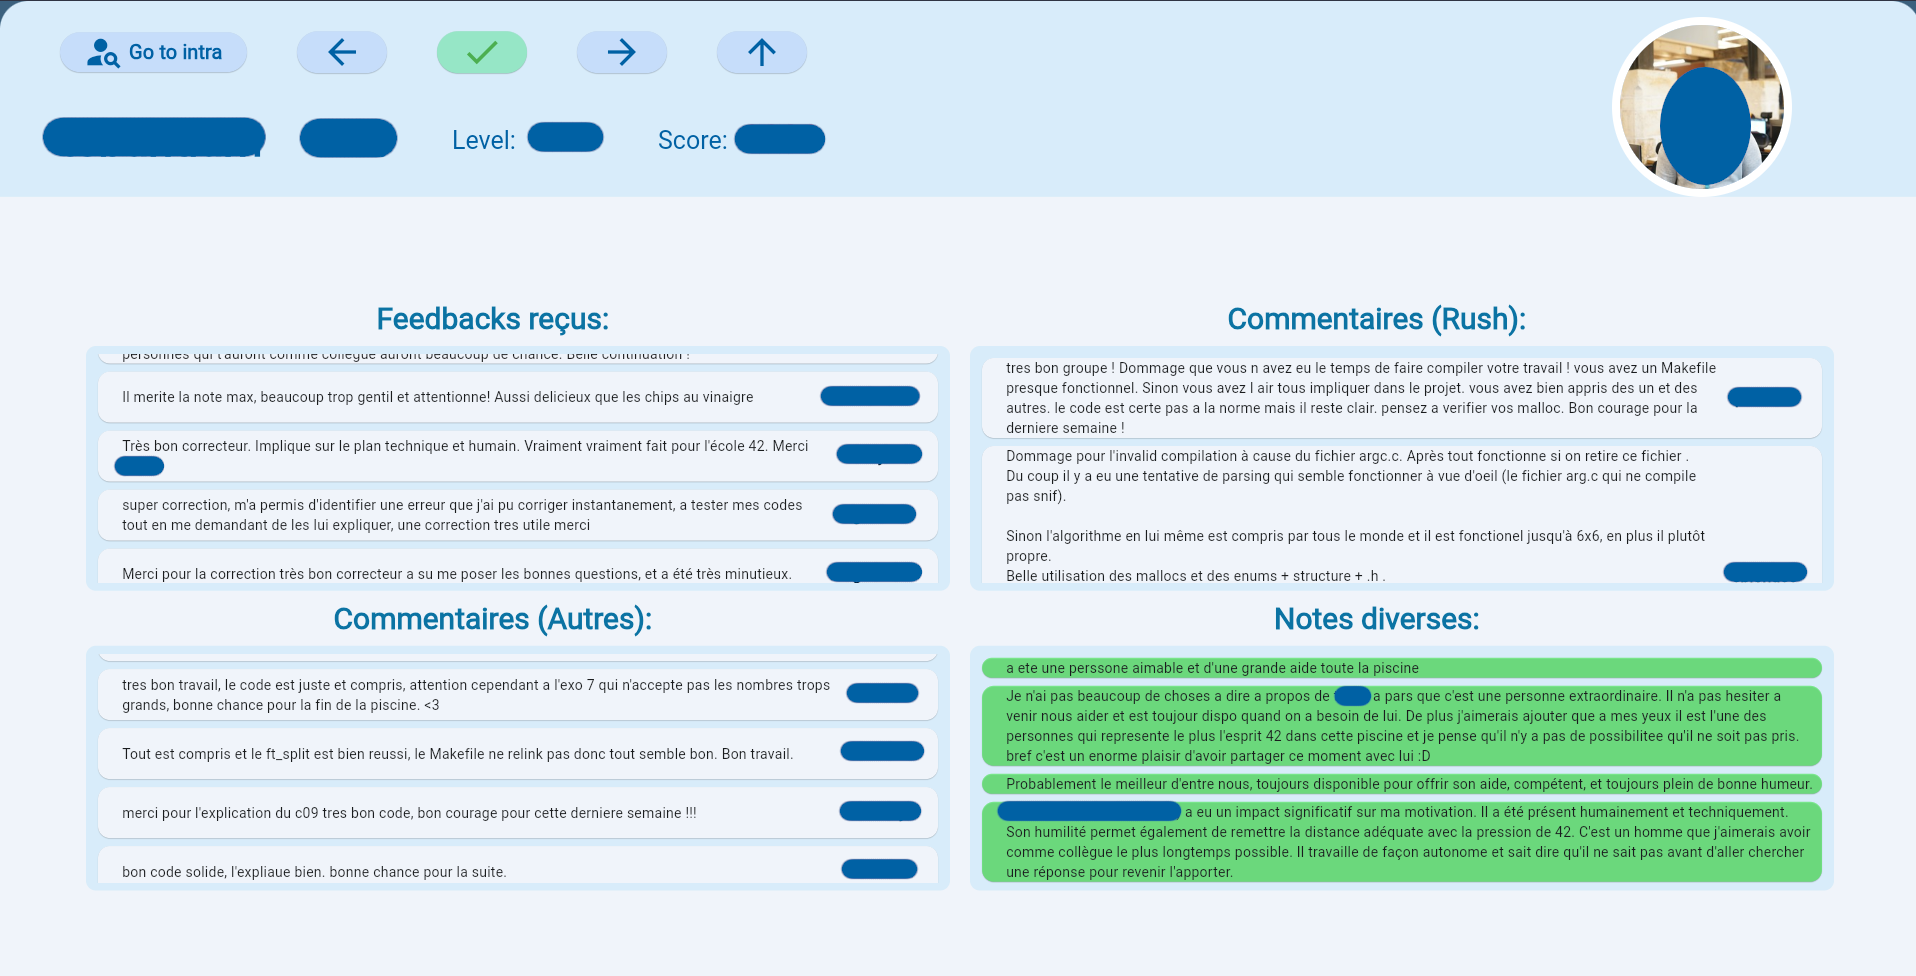 Go to intra
Level:
Score:
Feedbacks reçus:
personnes qui t'auront comme collègue auront beaucoup de chance. Belle continuation !
Il merite la note max, beaucoup trop gentil et attentionne! Aussi delicieux que les chips au vinaigre
Très bon correcteur. Implique sur le plan technique et humain. Vraiment vraiment fait pour l'école 42. Merci
super correction, m'a permis d'identifier une erreur que j'ai pu corriger instantanement, a tester mes codes
tout en me demandant de les lui expliquer, une correction tres utile merci
Merci pour la correction très bon correcteur a su me poser les bonnes questions, et a été très minutieux.
Commentaires (Rush):
tres bon groupe ! Dommage que vous n avez eu le temps de faire compiler votre travail ! vous avez un Makefile
presque fonctionnel. Sinon vous avez l air tous impliquer dans le projet. vous avez bien appris des un et des
autres. le code est certe pas a la norme mais il reste clair. pensez a verifier vos malloc. Bon courage pour la
derniere semaine !
Dommage pour l'invalid compilation à cause du fichier argc.c. Après tout fonctionne si on retire ce fichier .
Du coup il y a eu une tentative de parsing qui semble fonctionner à vue d'oeil (le fichier arg.c qui ne compile
pas snif).
Sinon l'algorithme en lui même est compris par tous le monde et il est fonctionel jusqu'à 6x6, en plus il plutôt
propre.
Belle utilisation des mallocs et des enums + structure + .h .
Commentaires (Autres):
tres bon travail, le code est juste et compris, attention cependant a l'exo 7 qui n'accepte pas les nombres trops
grands, bonne chance pour la fin de la piscine. <3
Tout est compris et le ft_split est bien reussi, le Makefile ne relink pas donc tout semble bon. Bon travail.
merci pour l'explication du c09 tres bon code, bon courage pour cette derniere semaine !!!
bon code solide, l'expliaue bien. bonne chance pour la suite.
Notes diverses:
a ete une perssone aimable et d'une grande aide toute la piscine
Je n'ai pas beaucoup de choses a dire a propos de a pars que c'est une personne extraordinaire. Il n'a pas hesiter a
venir nous aider et est toujour dispo quand on a besoin de lui. De plus j'aimerais ajouter que a mes yeux il est l'une des
personnes qui represente le plus l'esprit 42 dans cette piscine et je pense qu'il n'y a pas de possibilitee qu'il ne soit pas pris.
bref c'est un enorme plaisir d'avoir partager ce moment avec lui :D
Probablement le meilleur d'entre nous, toujours disponible pour offrir son aide, compétent, et toujours plein de bonne humeur.
a eu un impact significatif sur ma motivation. Il a été présent humainement et techniquement.
Son humilité permet également de remettre la distance adéquate avec la pression de 42. C'est un homme que j'aimerais avoir
comme collègue le plus longtemps possible. Il travaille de façon autonome et sait dire qu'il ne sait pas avant d'aller chercher
une réponse pour revenir l'apporter.